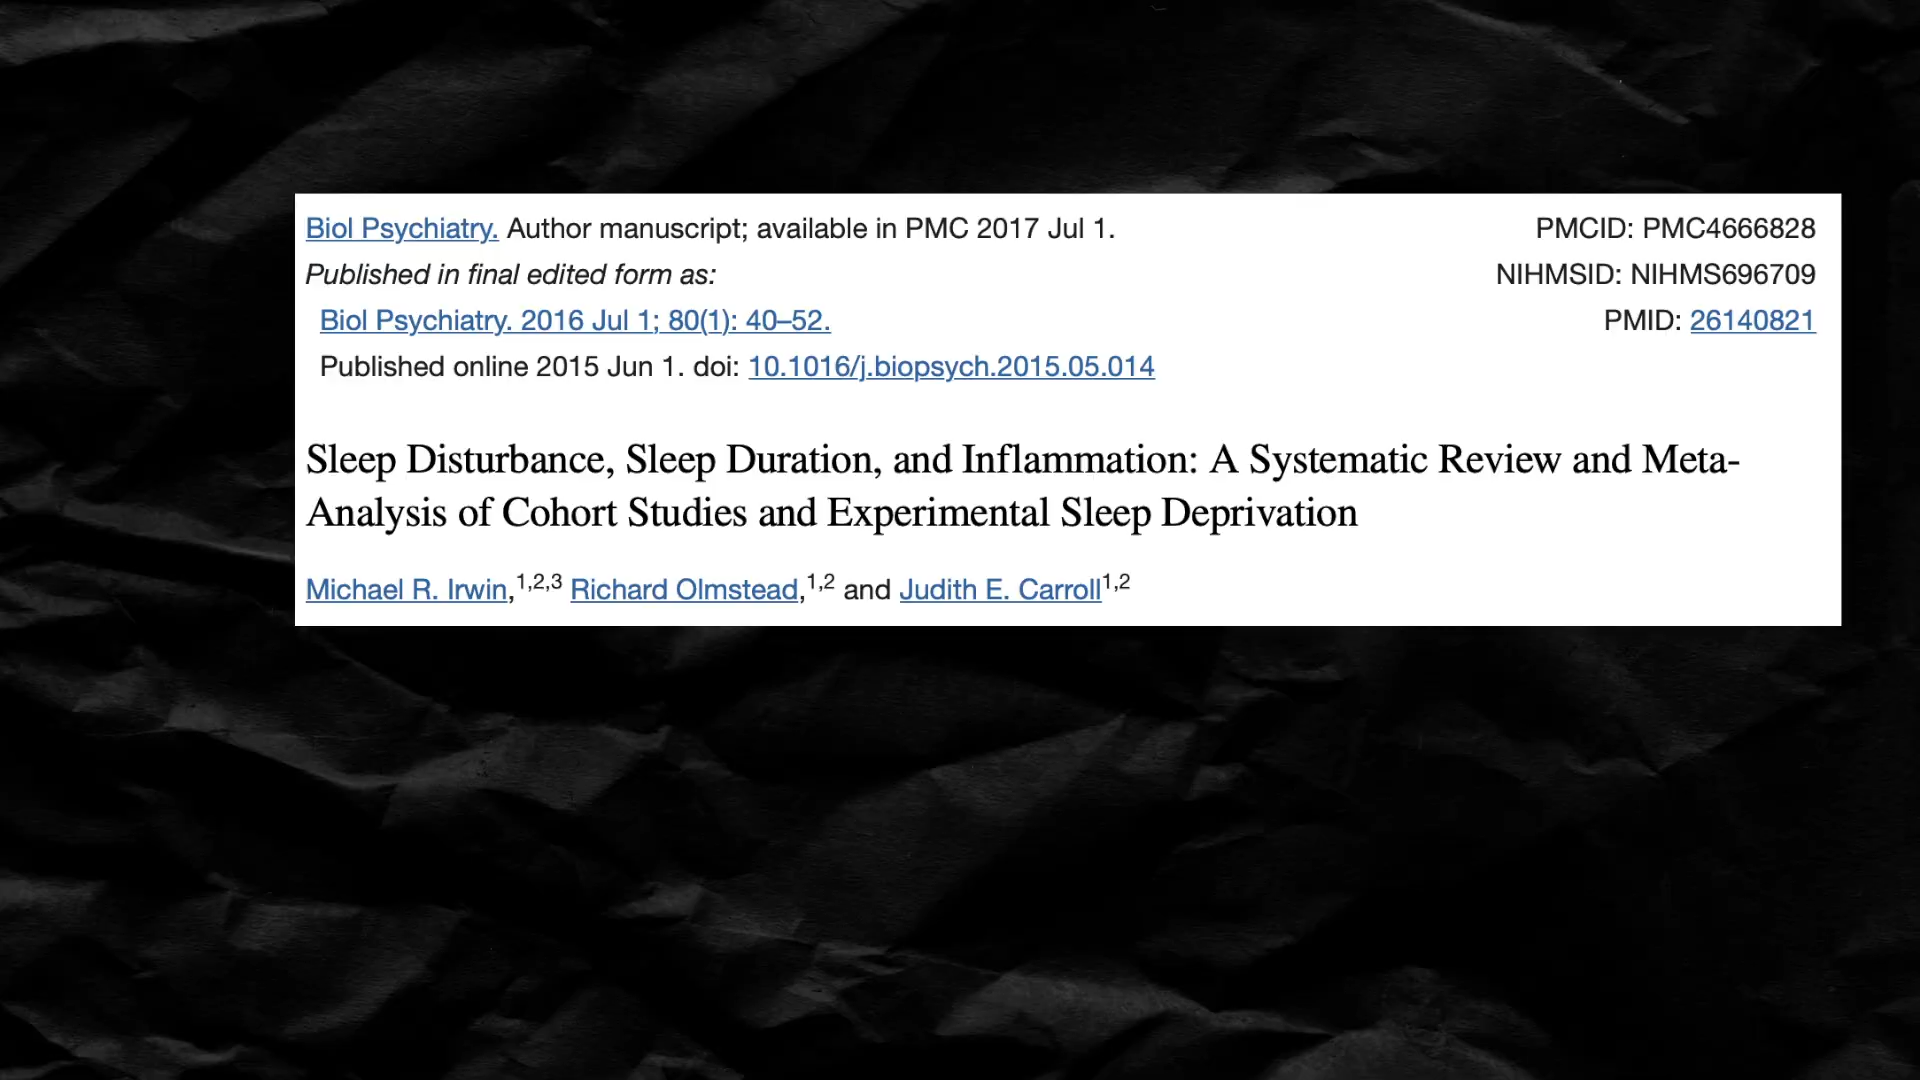 Biol Psychiatry. Author manuscript; available in PMC 2017 Jul 1.
Published in final edited form as:
Biol Psychiatry. 2016 Jul 1; 80(1): 40–52.
Published online 2015 Jun 1. doi: 10.1016/j.biopsych.2015.05.014
PMCID: PMC4666828
NIHMSID: NIHMS696709
PMID: 26140821
Sleep Disturbance, Sleep Duration, and Inflammation: A Systematic Review and Meta-
Analysis of Cohort Studies and Experimental Sleep Deprivation
Michael R. Irwin,1,2,3 Richard Olmstead,1,2 and Judith E. Carroll1,2